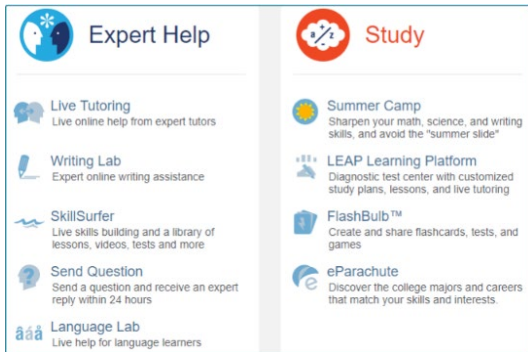 Expert Help
Live Tutoring
Live online help from expert tutors
Writing Lab
Expert online writing assistance
SkillSurfer
Live skills building and a library of
lessons, videos, tests and more
Send Question
Send a question and receive an expert
reply within 24 hours
âáå Language Lab
Live help for language learners
a/z Study
Summer Camp
Sharpen your math, science, and writing
skills, and avoid the "summer slide"
LEAP Learning Platform
Diagnostic test center with customized
study plans, lessons, and live tutoring
FlashBulb™
Create and share flashcards, tests, and
games
eParachute
Discover the college majors and careers
that match your skills and interests.